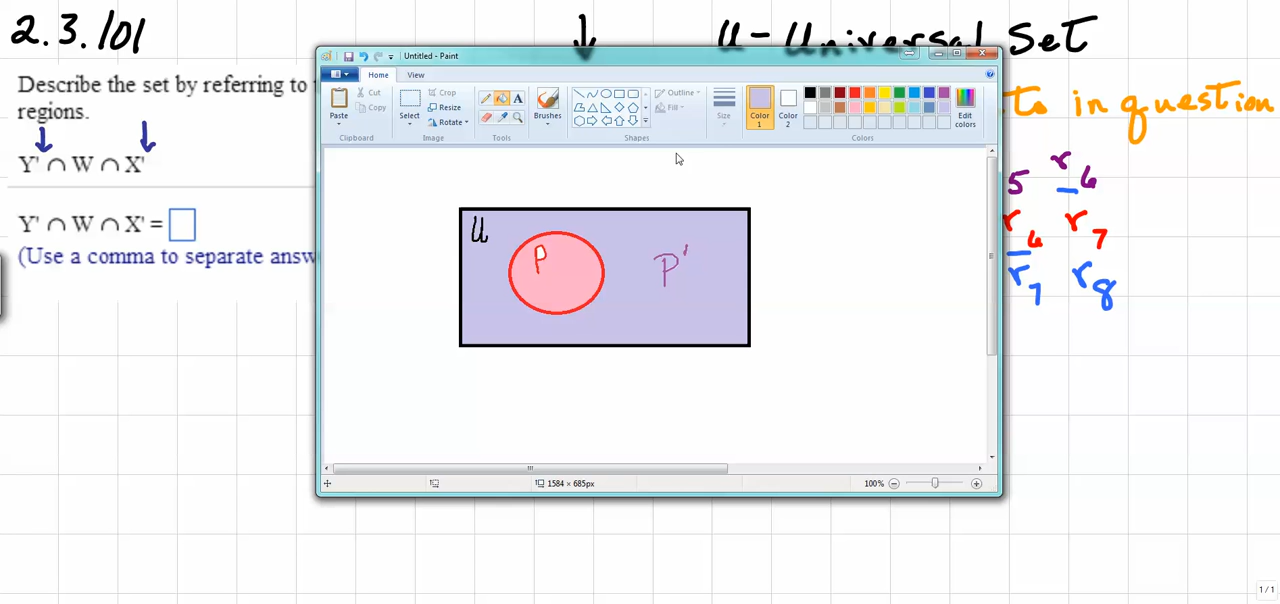 2.3.101
U - Universal Set
Describe the set by referring to t
regions.
ts in question
Y' ∩ W ∩ X'
Y' ∩ W ∩ X' =
(Use a comma to separate answ
5 r6
r6 r7
r7 r8
Untitled - Paint
Home View
Paste
Cut
Copy
Clipboard
Select
Crop
Resize
Rotate
Image
A
Tools
Brushes
Outline
Fill
Shapes
Size
Color 1
Color 2
Edit colors
Colors
U
P
P'
1584 × 685px
100%
1 / 1